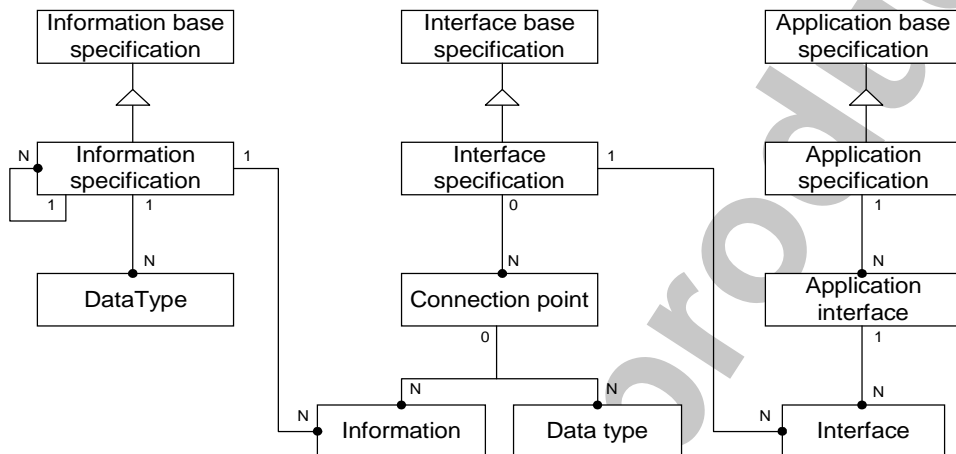 Information base
specification
Interface base
specification
Application base
specification
N
Information
specification
1
Interface
specification
1
Application
specification
1
1
0
1
N
N
N
DataType
Connection point
Application
interface
0
1
N
N
N
N
Information
Data type
N
Interface